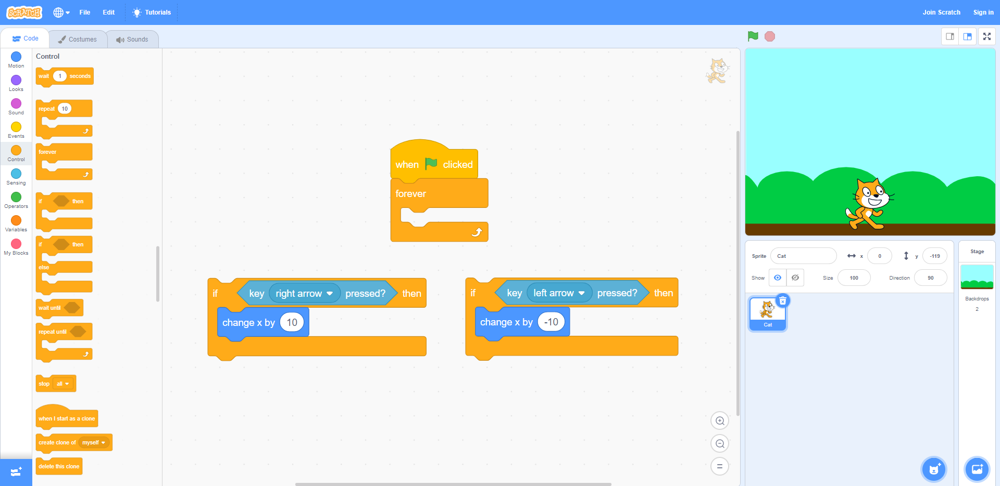 SCRATCH
File
Edit
Tutorials
Join Scratch
Sign in
Code
Costumes
Sounds
Motion
Looks
Sound
Events
Control
Sensing
Operators
Variables
My Blocks
Control
wait 1 seconds
repeat 10
forever
if then
if then
else
wait until
repeat until
stop all
when I start as a clone
create clone of myself
delete this clone
when clicked
forever
if key right arrow pressed? then
change x by 10
if key left arrow pressed? then
change x by -10
Sprite Cat x 0 y -119
Show Size 100 Direction 90
Cat
Stage
Backdrops
2